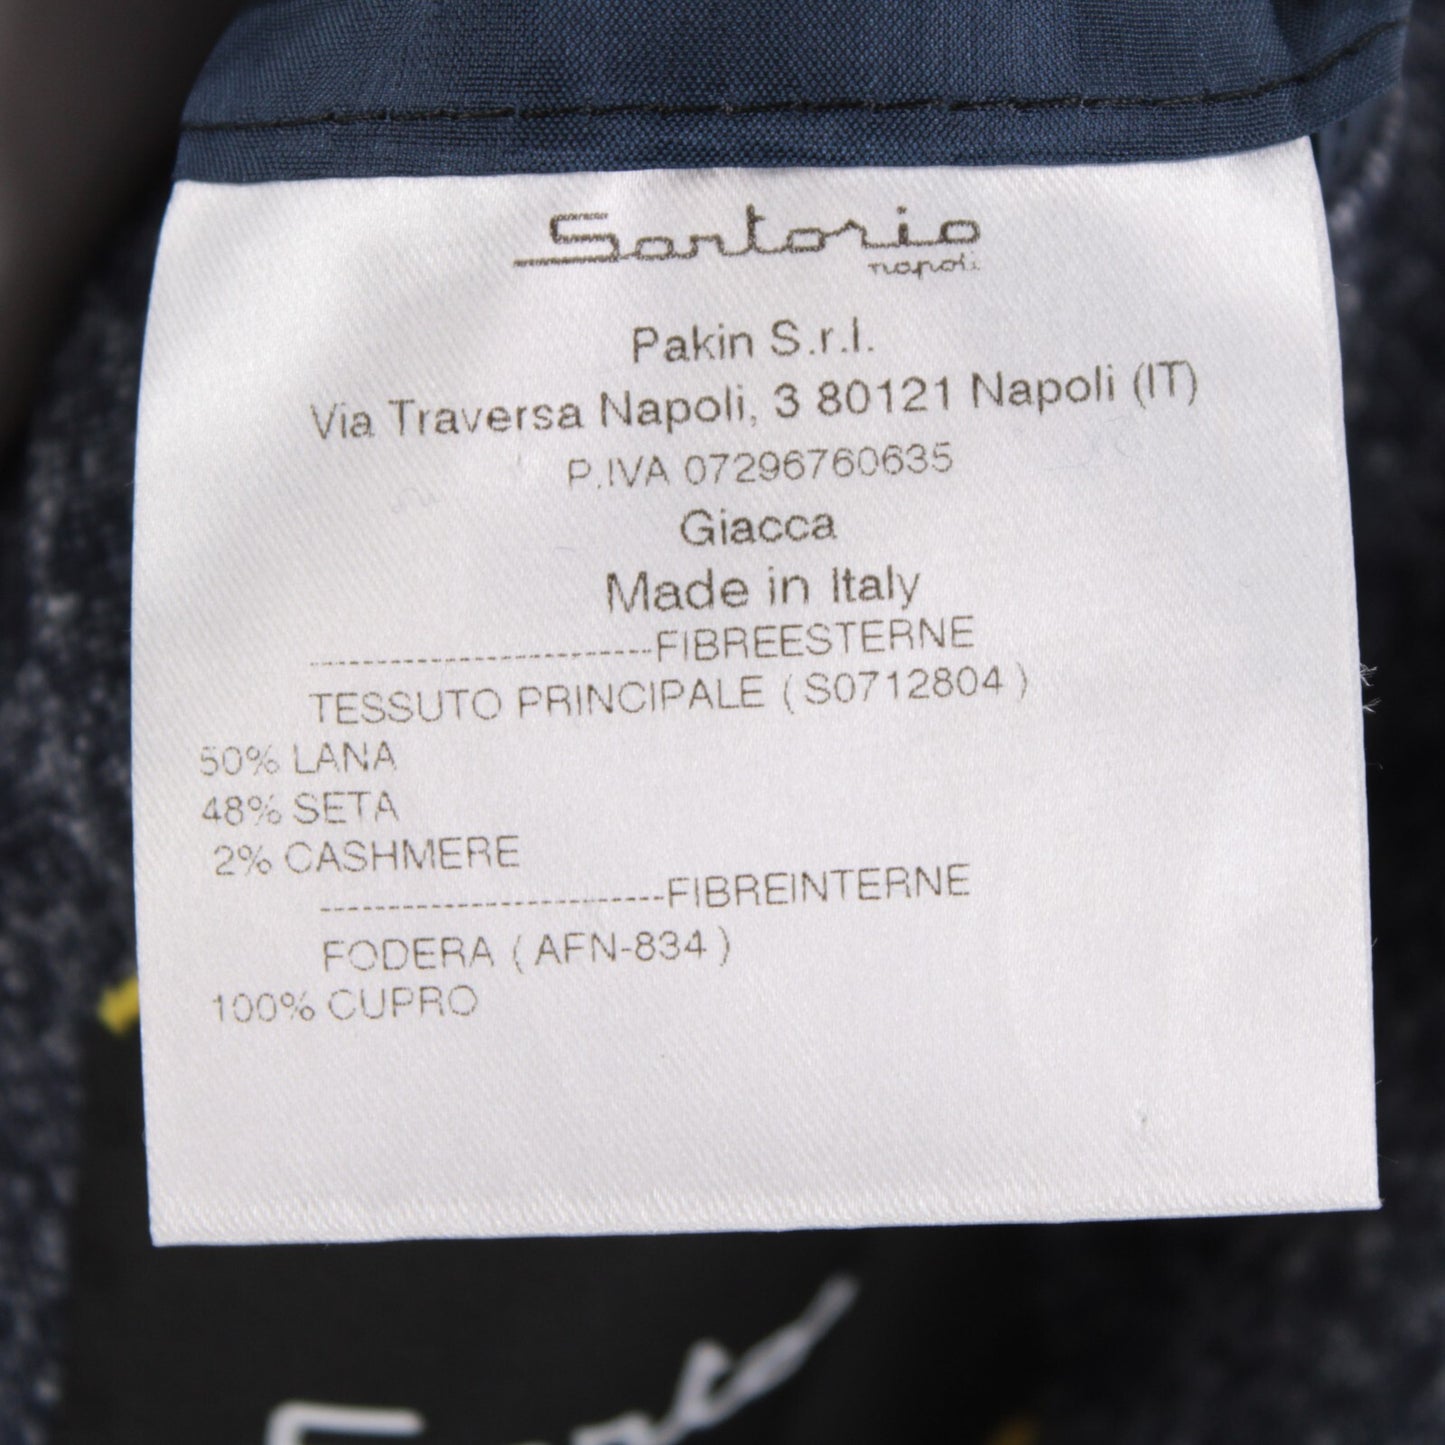 Sartorio
napoli
Pakin S.r.l.
Via Traversa Napoli, 3 80121 Napoli (IT)
P.IVA 07296760635
Giacca
Made in Italy
-------------------------FIBREESTERNE
TESSUTO PRINCIPALE ( S0712804 )
50% LANA
48% SETA
2% CASHMERE
-------------------------FIBREINTERNE
FODERA ( AFN-834 )
100% CUPRO